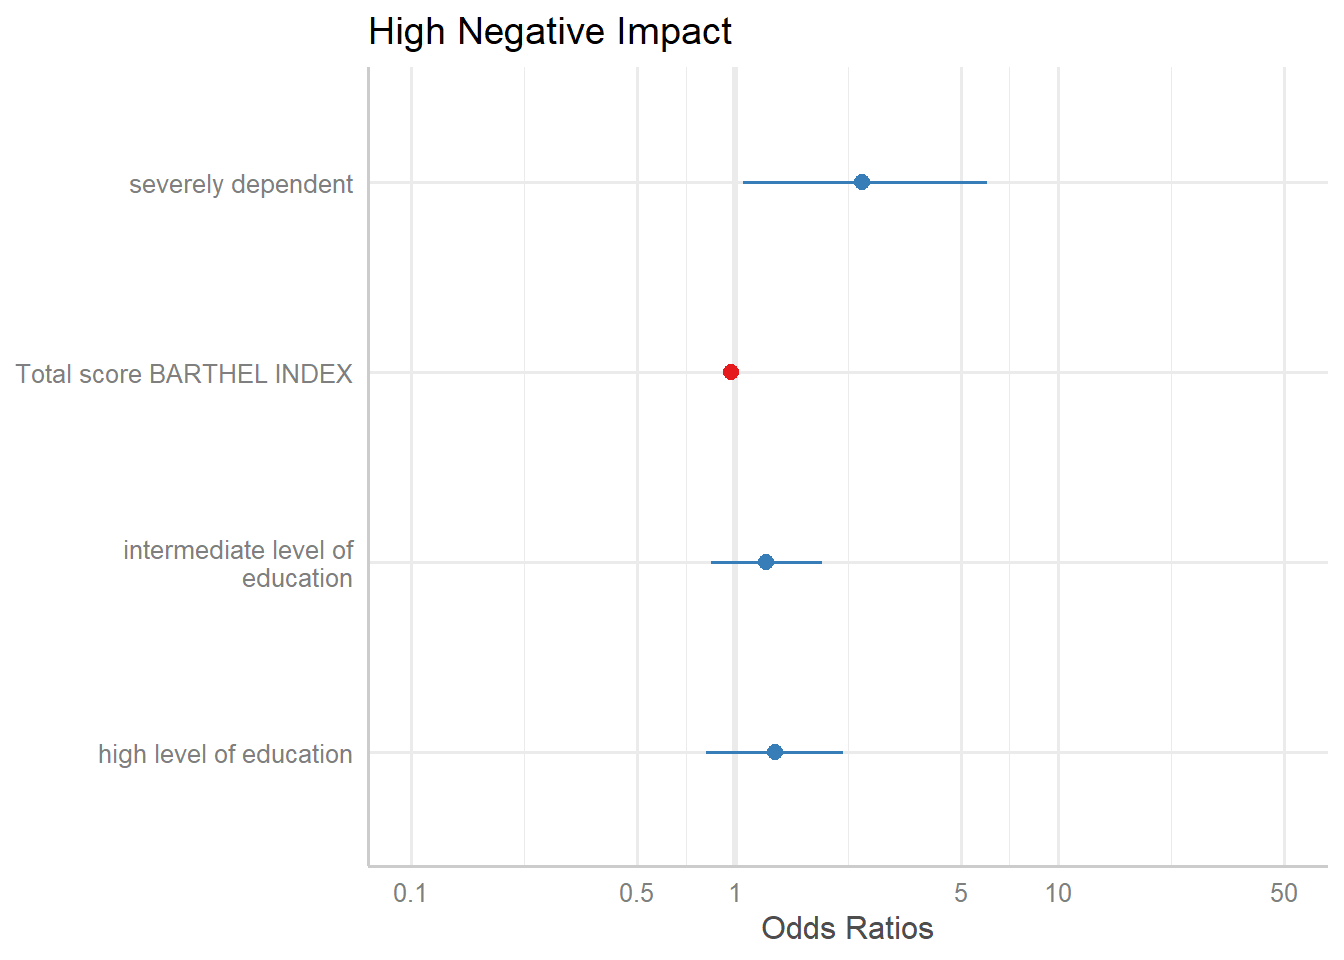 High Negative Impact
severely dependent
Total score BARTHEL INDEX
intermediate level of
education
high level of education
0.1 0.5 1 5 10 50
Odds Ratios